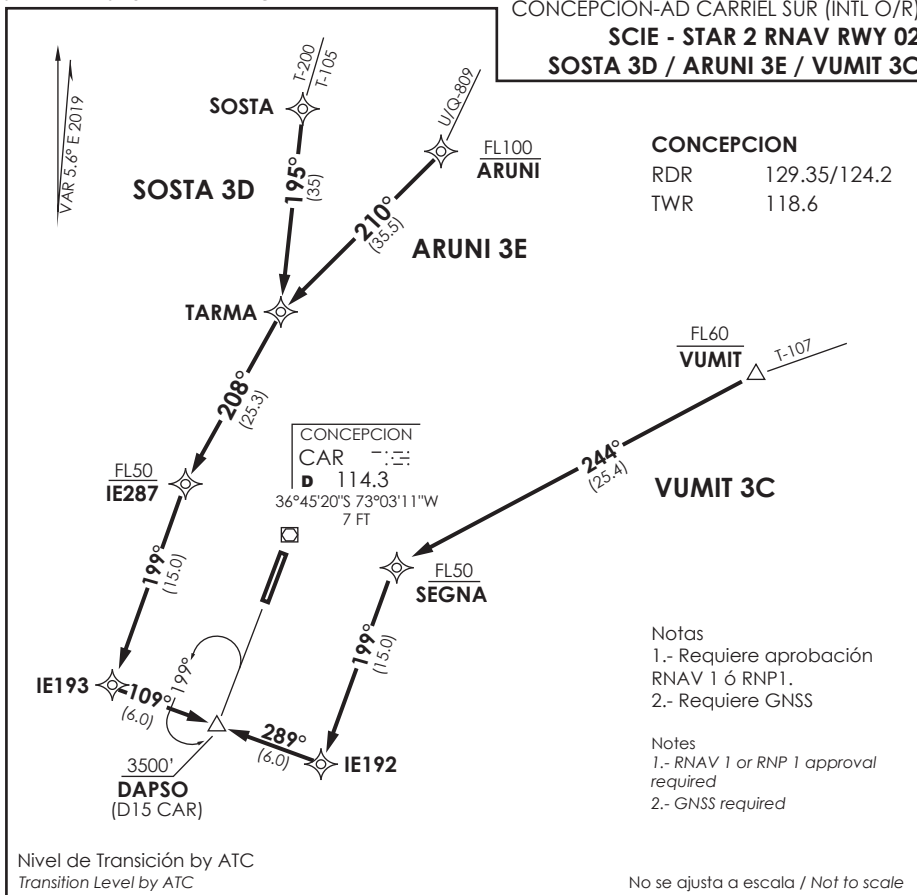 CONCEPCION-AD CARRIEL SUR (INTL O/R)
SCIE - STAR 2 RNAV RWY 02
SOSTA 3D / ARUNI 3E / VUMIT 3C
VAR 5.6° E 2019
T-200
T-105
SOSTA
U/Q-809
FL100
ARUNI
CONCEPCION
RDR 129.35/124.2
TWR 118.6
SOSTA 3D
195°
(35)
210°
(35.5)
ARUNI 3E
TARMA
FL60
VUMIT
T-107
208°
(25.3)
CONCEPCION
CAR
D 114.3
36°45'20"S 73°03'11"W
7 FT
244°
(25.4)
VUMIT 3C
FL50
IE287
FL50
SEGNA
199°
(15.0)
199°
(15.0)
199°
IE193
109°
(6.0)
289°
(6.0)
IE192
3500'
DAPSO
(D15 CAR)
Notas
1.- Requiere aprobación
RNAV 1 ó RNP1.
2.- Requiere GNSS
Notes
1.- RNAV 1 or RNP 1 approval
required
2.- GNSS required
Nivel de Transición by ATC
Transition Level by ATC
No se ajusta a escala / Not to scale